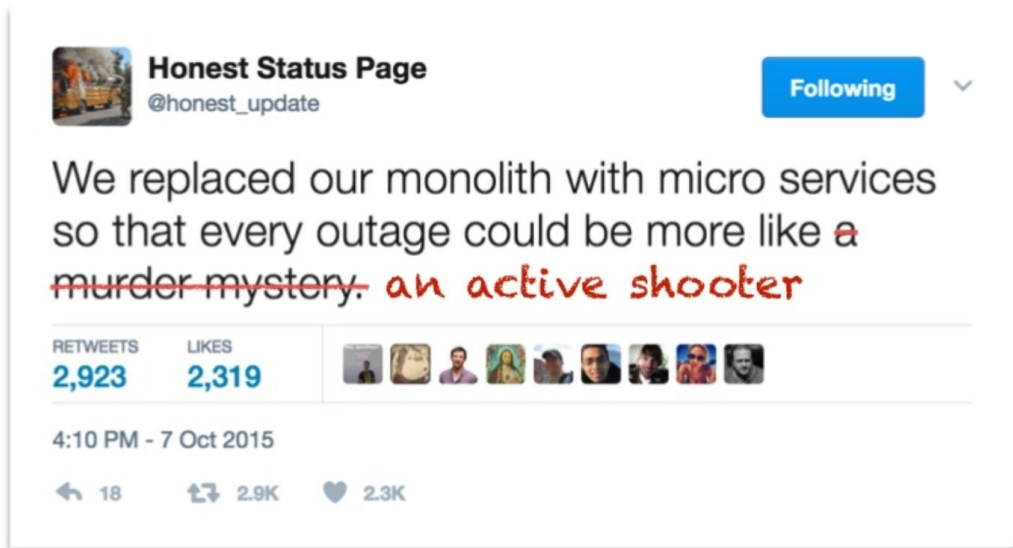 Honest Status Page
@honest_update
Following
We replaced our monolith with micro services
so that every outage could be more like a
murder mystery. an active shooter
RETWEETS LIKES
2,923 2,319
4:10 PM - 7 Oct 2015
18 2.9K 2.3K